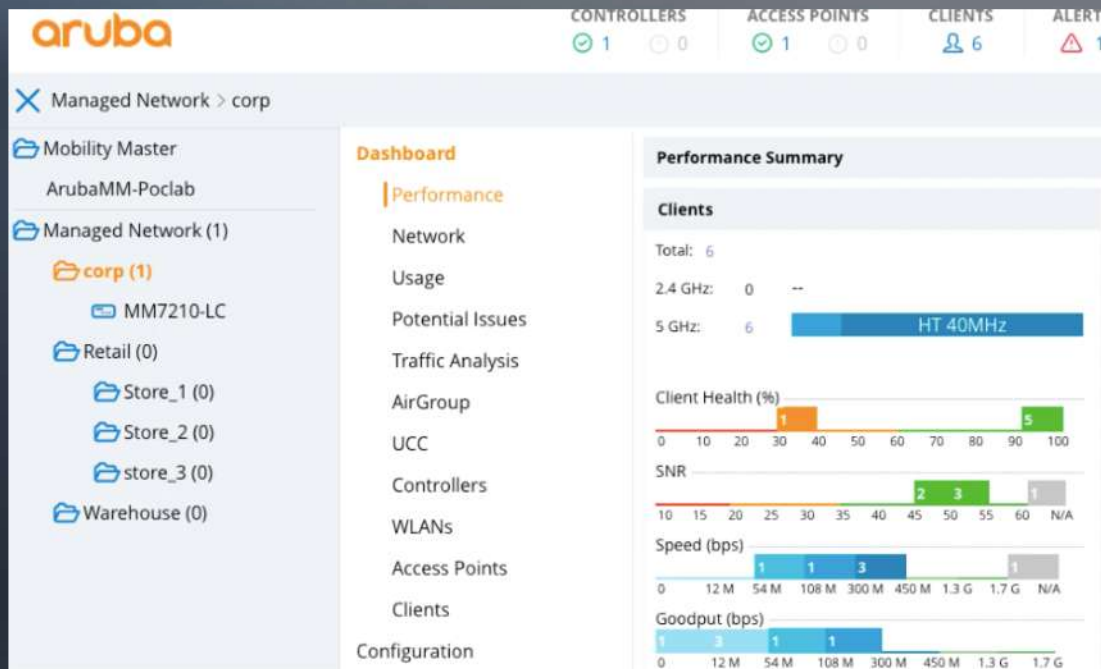 aruba
CONTROLLERS
1 0
ACCESS POINTS
1 0
CLIENTS
6
ALERT
1
Managed Network > corp
Mobility Master
ArubaMM-Poclab
Managed Network (1)
corp (1)
MM7210-LC
Retail (0)
Store_1 (0)
Store_2 (0)
store_3 (0)
Warehouse (0)
Dashboard
Performance
Network
Usage
Potential Issues
Traffic Analysis
AirGroup
UCC
Controllers
WLANs
Access Points
Clients
Configuration
Performance Summary
Clients
Total: 6
2.4 GHz: 0 --
5 GHz: 6 HT 40MHz
Client Health (%)
1 5
0 10 20 30 40 50 60 70 80 90 100
SNR
2 3 1
10 15 20 25 30 35 40 45 50 55 60 N/A
Speed (bps)
1 1 3 1
0 12 M 54 M 108 M 300 M 450 M 1.3 G 1.7 G N/A
Goodput (bps)
1 3 1 1
0 12 M 54 M 108 M 300 M 450 M 1.3 G 1.7 G